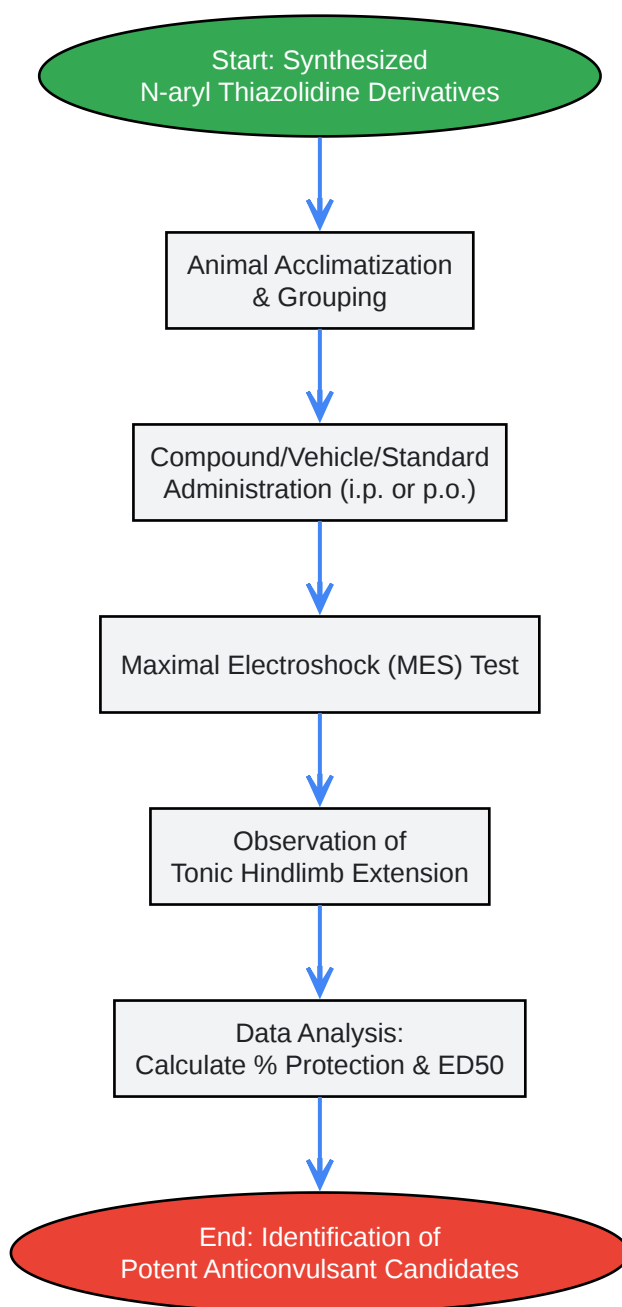 Start: Synthesized
N-aryl Thiazolidine Derivatives
Animal Acclimatization
& Grouping
Compound/Vehicle/Standard
Administration (i.p. or p.o.)
Maximal Electroshock (MES) Test
Observation of
Tonic Hindlimb Extension
Data Analysis:
Calculate % Protection & ED50
End: Identification of
Potent Anticonvulsant Candidates